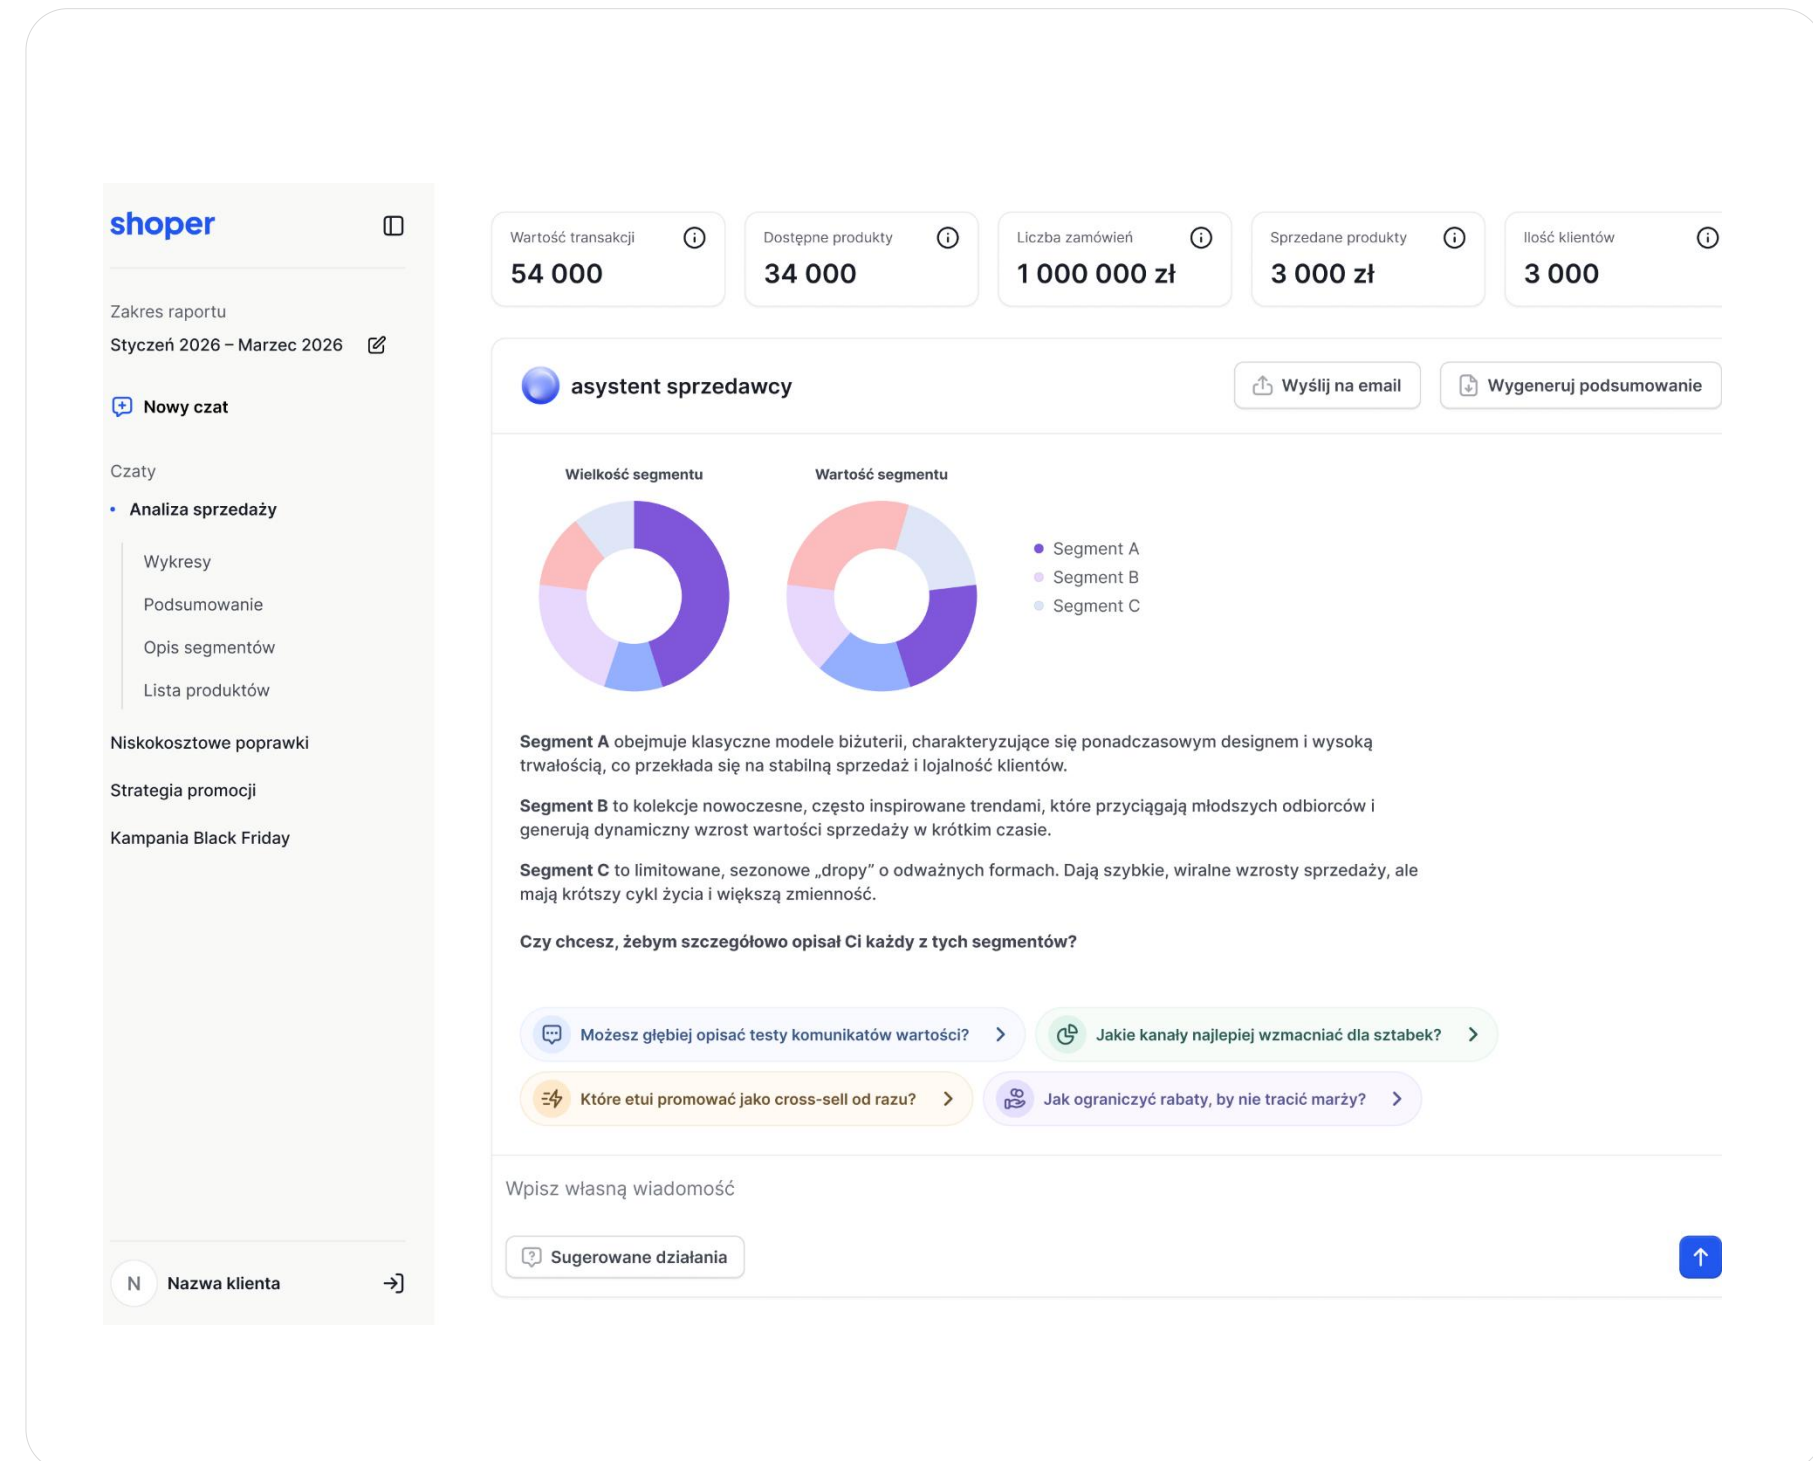 shoper
Zakres raportu
Styczeń 2026 – Marzec 2026
Nowy czat
Czaty
Analiza sprzedaży
Wykresy
Podsumowanie
Opis segmentów
Lista produktów
Niskokosztowe poprawki
Strategia promocji
Kampania Black Friday
N Nazwa klienta
Wartość transakcji
54 000
Dostępne produkty
34 000
Liczba zamówień
1 000 000 zł
Sprzedane produkty
3 000 zł
Ilość klientów
3 000
asystent sprzedawcy
Wyślij na email
Wygeneruj podsumowanie
Wielkość segmentu
Wartość segmentu
Segment A
Segment B
Segment C
Segment A obejmuje klasyczne modele biżuterii, charakteryzujące się ponadczasowym designem i wysoką
trwałością, co przekłada się na stabilną sprzedaż i lojalność klientów.
Segment B to kolekcje nowoczesne, często inspirowane trendami, które przyciągają młodszych odbiorców i
generują dynamiczny wzrost wartości sprzedaży w krótkim czasie.
Segment C to limitowane, sezonowe „dropy” o odważnych formach. Dają szybkie, wiralne wzrosty sprzedaży, ale
mają krótszy cykl życia i większą zmienność.
Czy chcesz, żebym szczegółowo opisał Ci każdy z tych segmentów?
Możesz głębiej opisać testy komunikatów wartości?
Jakie kanały najlepiej wzmacniać dla sztabek?
Które etui promować jako cross-sell od razu?
Jak ograniczyć rabaty, by nie tracić marży?
Wpisz własną wiadomość
Sugerowane działania